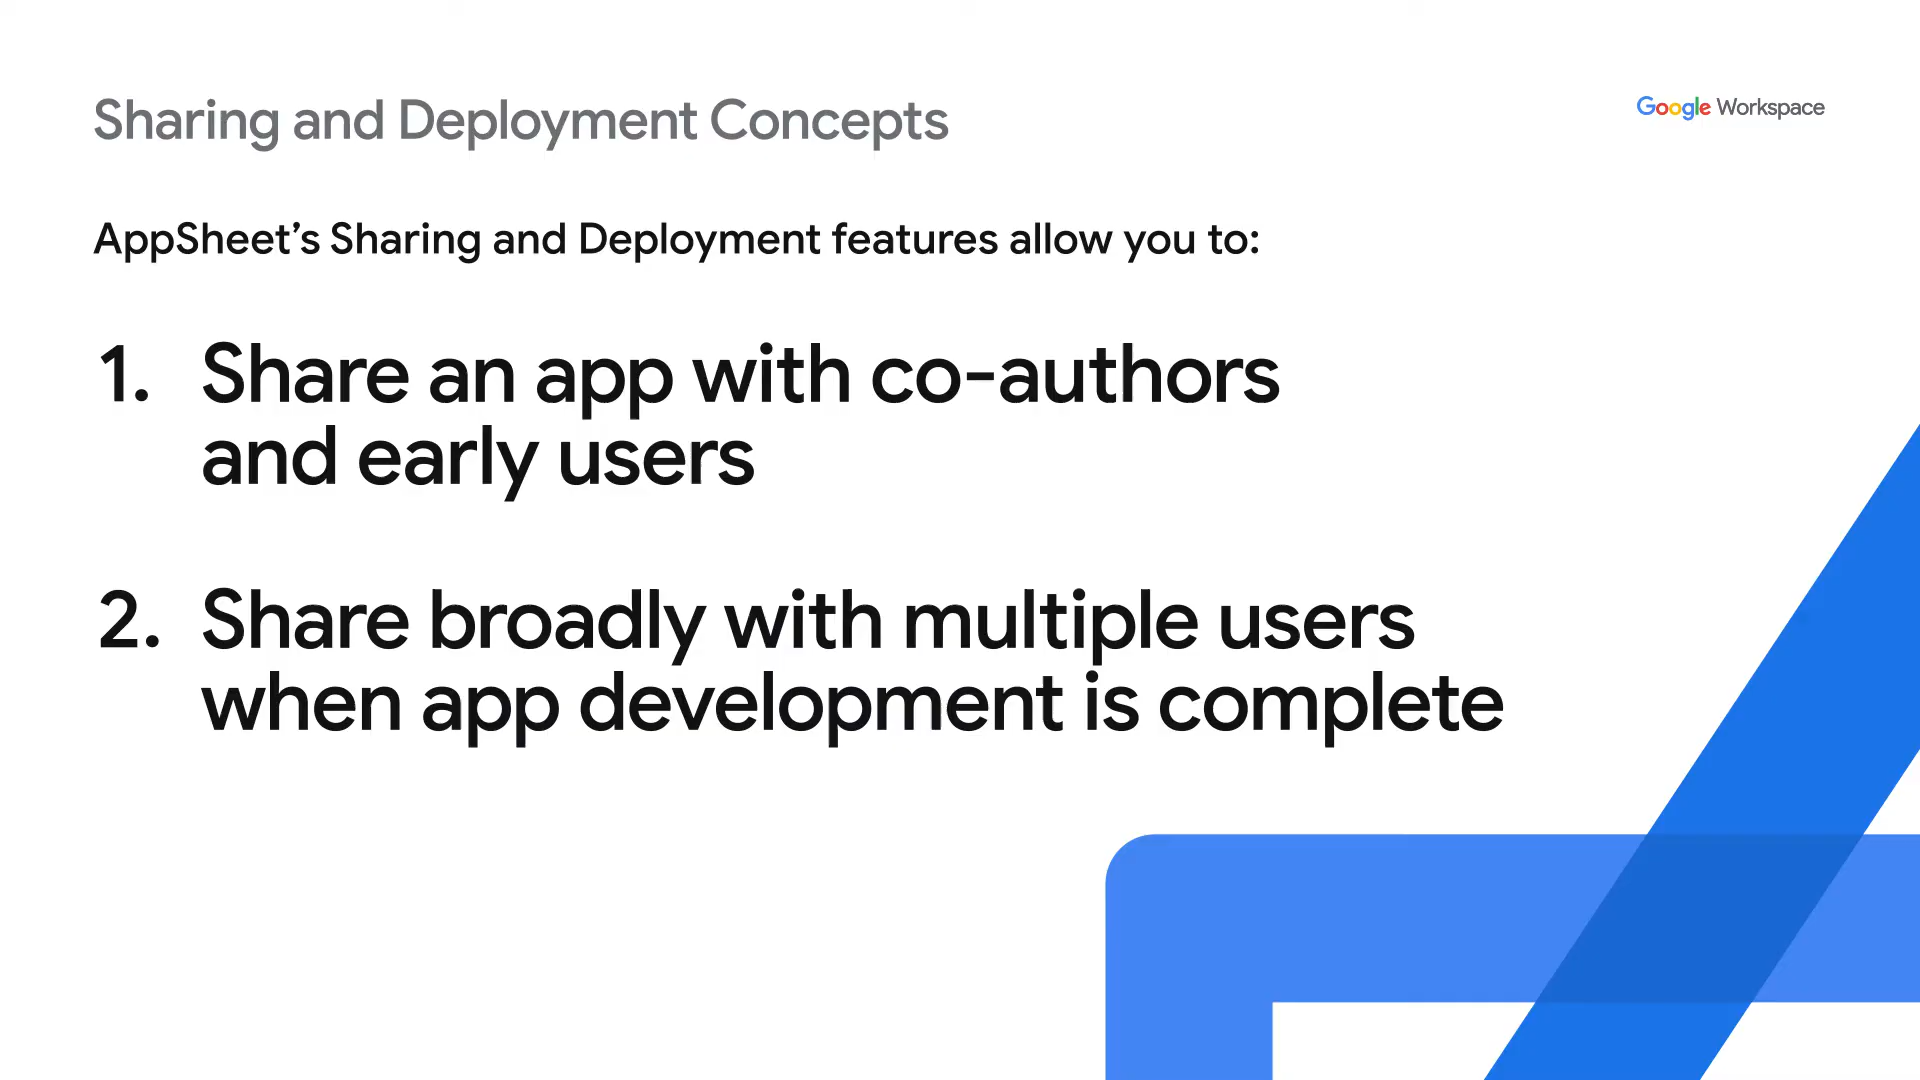 Sharing and Deployment Concepts
Google Workspace
AppSheet’s Sharing and Deployment features allow you to:
1. Share an app with co-authors
and early users
2. Share broadly with multiple users
when app development is complete